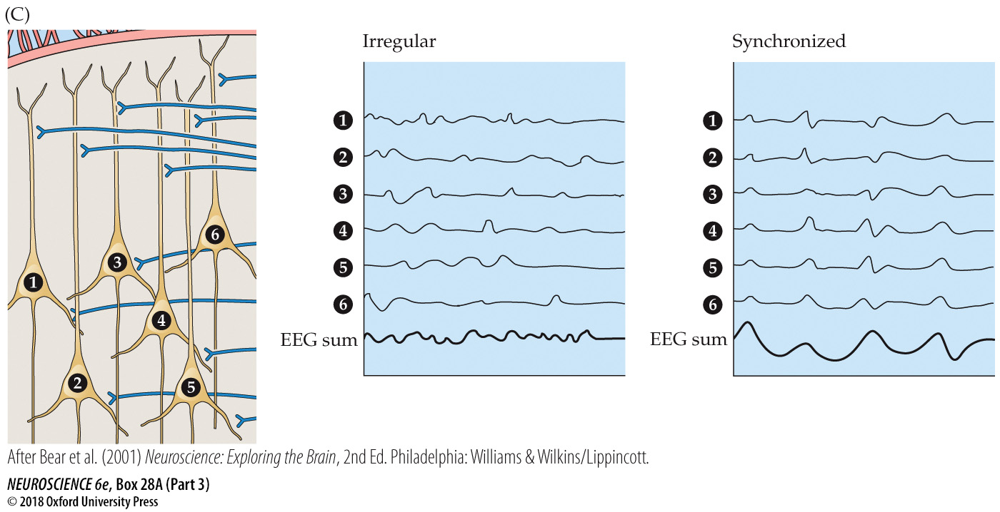 (C)
Irregular
Synchronized
1
2
3
4
5
6
1
2
3
4
5
6
EEG sum
1
2
3
4
5
6
EEG sum
After Bear et al. (2001) Neuroscience: Exploring the Brain, 2nd Ed. Philadelphia: Williams & Wilkins/Lippincott.
NEUROSCIENCE 6e, Box 28A (Part 3)
© 2018 Oxford University Press